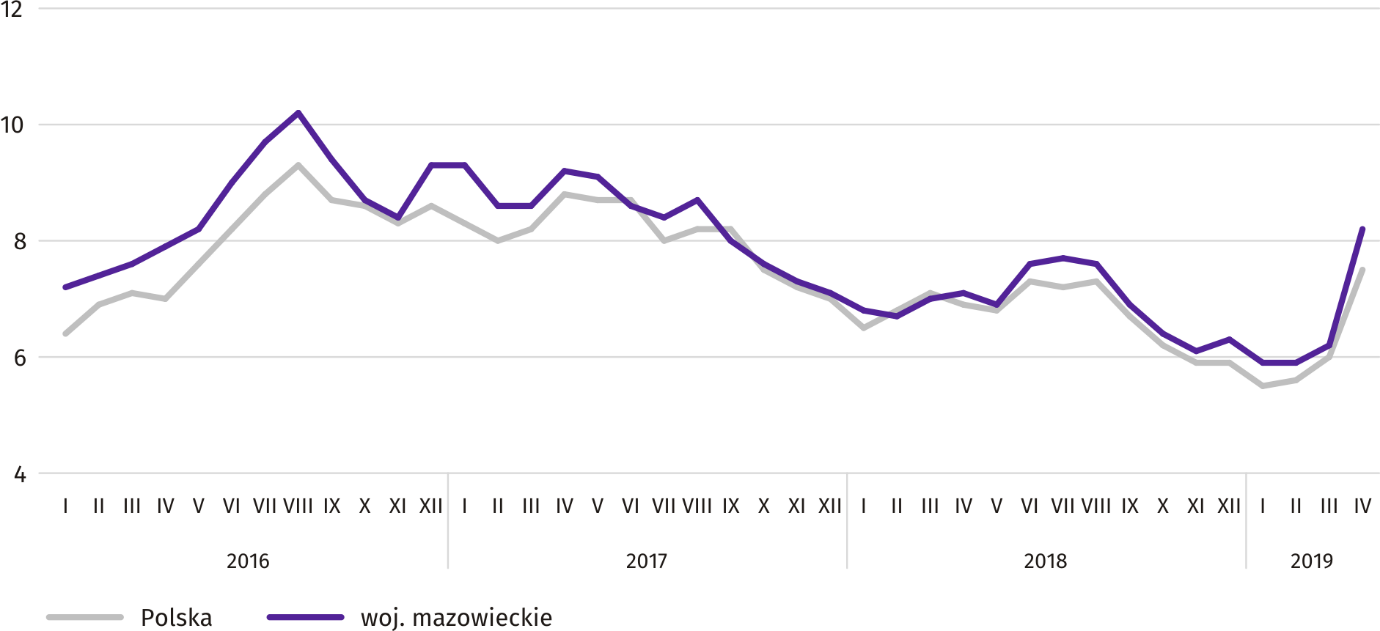 12
10
8
6
4
I II III IV V VI VII VIII IX X XI XII I II III IV V VI VII VIII IX X XI XII I II III IV V VI VII VIII IX X XI XII I II III IV
2016 2017 2018 2019
Polska woj. mazowieckie